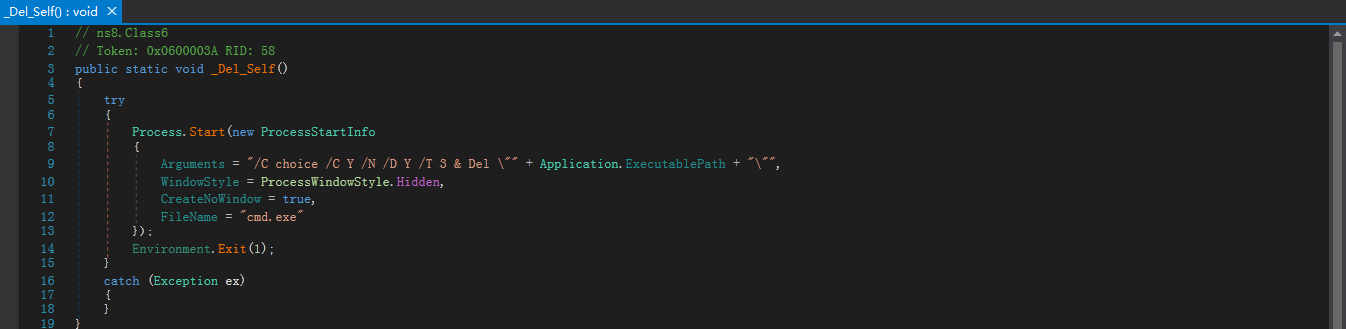 _Del_Self() : void ×
1 // ns8.Class6
2 // Token: 0x0600003A RID: 58
3 public static void _Del_Self()
4 {
5 try
6 {
7 Process.Start(new ProcessStartInfo
8 {
9 Arguments = "/C choice /C Y /N /D Y /T 3 & Del \"" + Application.ExecutablePath + "\"",
10 WindowStyle = ProcessWindowStyle.Hidden,
11 CreateNoWindow = true,
12 FileName = "cmd.exe"
13 });
14 Environment.Exit(1);
15 }
16 catch (Exception ex)
17 {
18 }
19 }